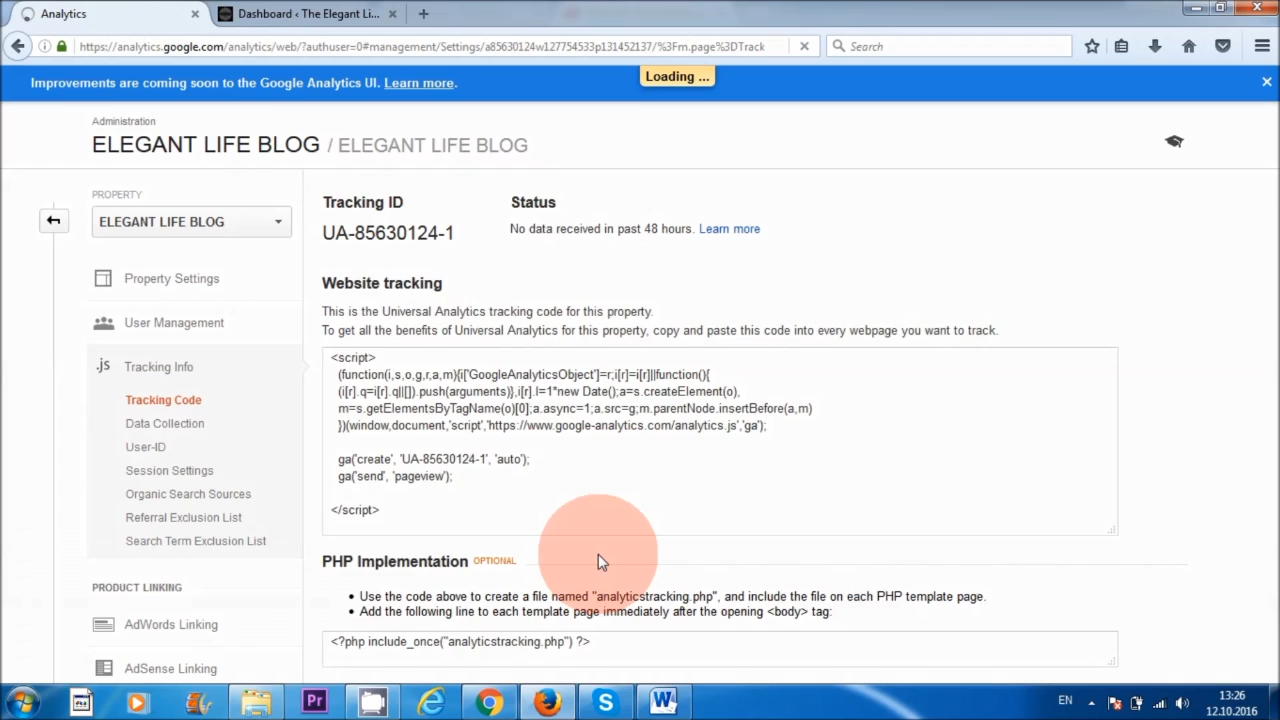 Analytics
Dashboard ‹ The Elegant Li...
https://analytics.google.com/analytics/web/?authuser=0#management/Settings/a85630124w127754533p131452137/%3Fm.page%3DTrack
Search
Improvements are coming soon to the Google Analytics UI. Learn more.
Loading ...
Administration
ELEGANT LIFE BLOG / ELEGANT LIFE BLOG
PROPERTY
ELEGANT LIFE BLOG
Property Settings
User Management
.js Tracking Info
Tracking Code
Data Collection
User-ID
Session Settings
Organic Search Sources
Referral Exclusion List
Search Term Exclusion List
PRODUCT LINKING
AdWords Linking
AdSense Linking
Tracking ID
UA-85630124-1
Status
No data received in past 48 hours. Learn more
Website tracking
This is the Universal Analytics tracking code for this property.
To get all the benefits of Universal Analytics for this property, copy and paste this code into every webpage you want to track.
<script>
(function(i,s,o,g,r,a,m){i['GoogleAnalyticsObject']=r;i[r]=i[r]||function(){
(i[r].q=i[r].q||[]).push(arguments)},i[r].l=1*new Date();a=s.createElement(o),
m=s.getElementsByTagName(o)[0];a.async=1;a.src=g;m.parentNode.insertBefore(a,m)
})(window,document,'script','https://www.google-analytics.com/analytics.js','ga');
ga('create', 'UA-85630124-1', 'auto');
ga('send', 'pageview');
</script>
PHP Implementation OPTIONAL
• Use the code above to create a file named "analyticstracking.php", and include the file on each PHP template page.
• Add the following line to each template page immediately after the opening <body> tag:
<?php include_once("analyticstracking.php") ?>
Pr
S
W
EN
13:26
12.10.2016